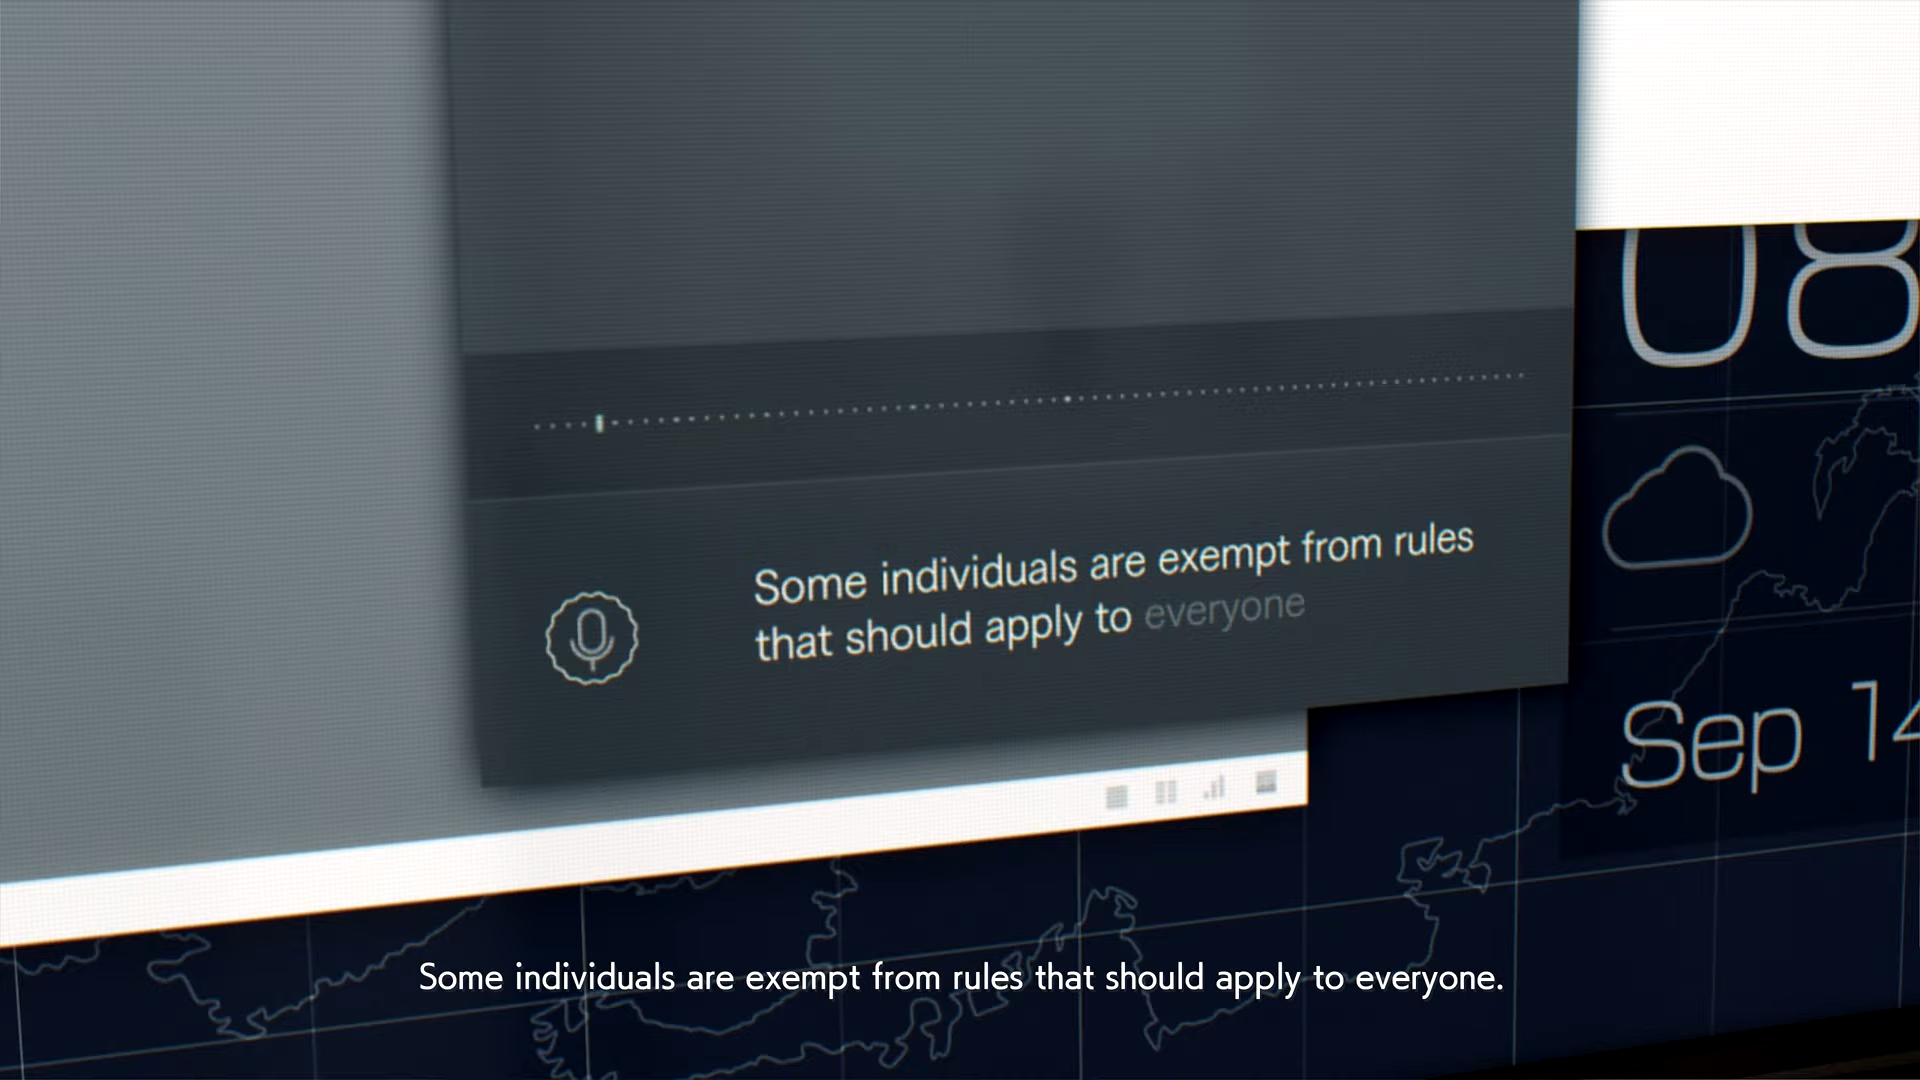 08
Some individuals are exempt from rules
that should apply to everyone
Sep 14
Some individuals are exempt from rules that should apply to everyone.